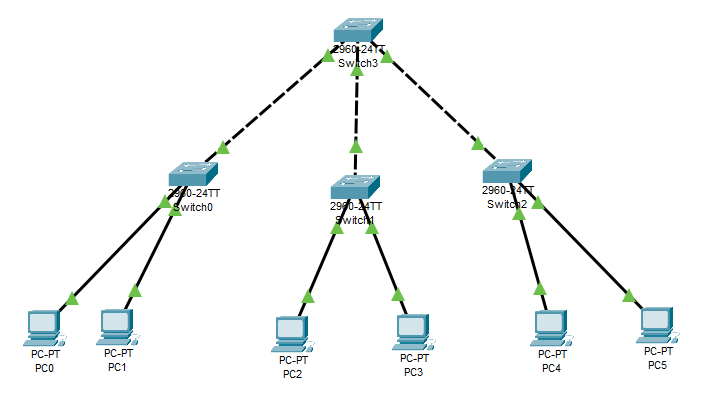 2960-24TT
Switch3
2960-24TT
Switch0
2960-24TT
Switch1
2960-24TT
Switch2
PC-PT
PC0
PC-PT
PC1
PC-PT
PC2
PC-PT
PC3
PC-PT
PC4
PC-PT
PC5